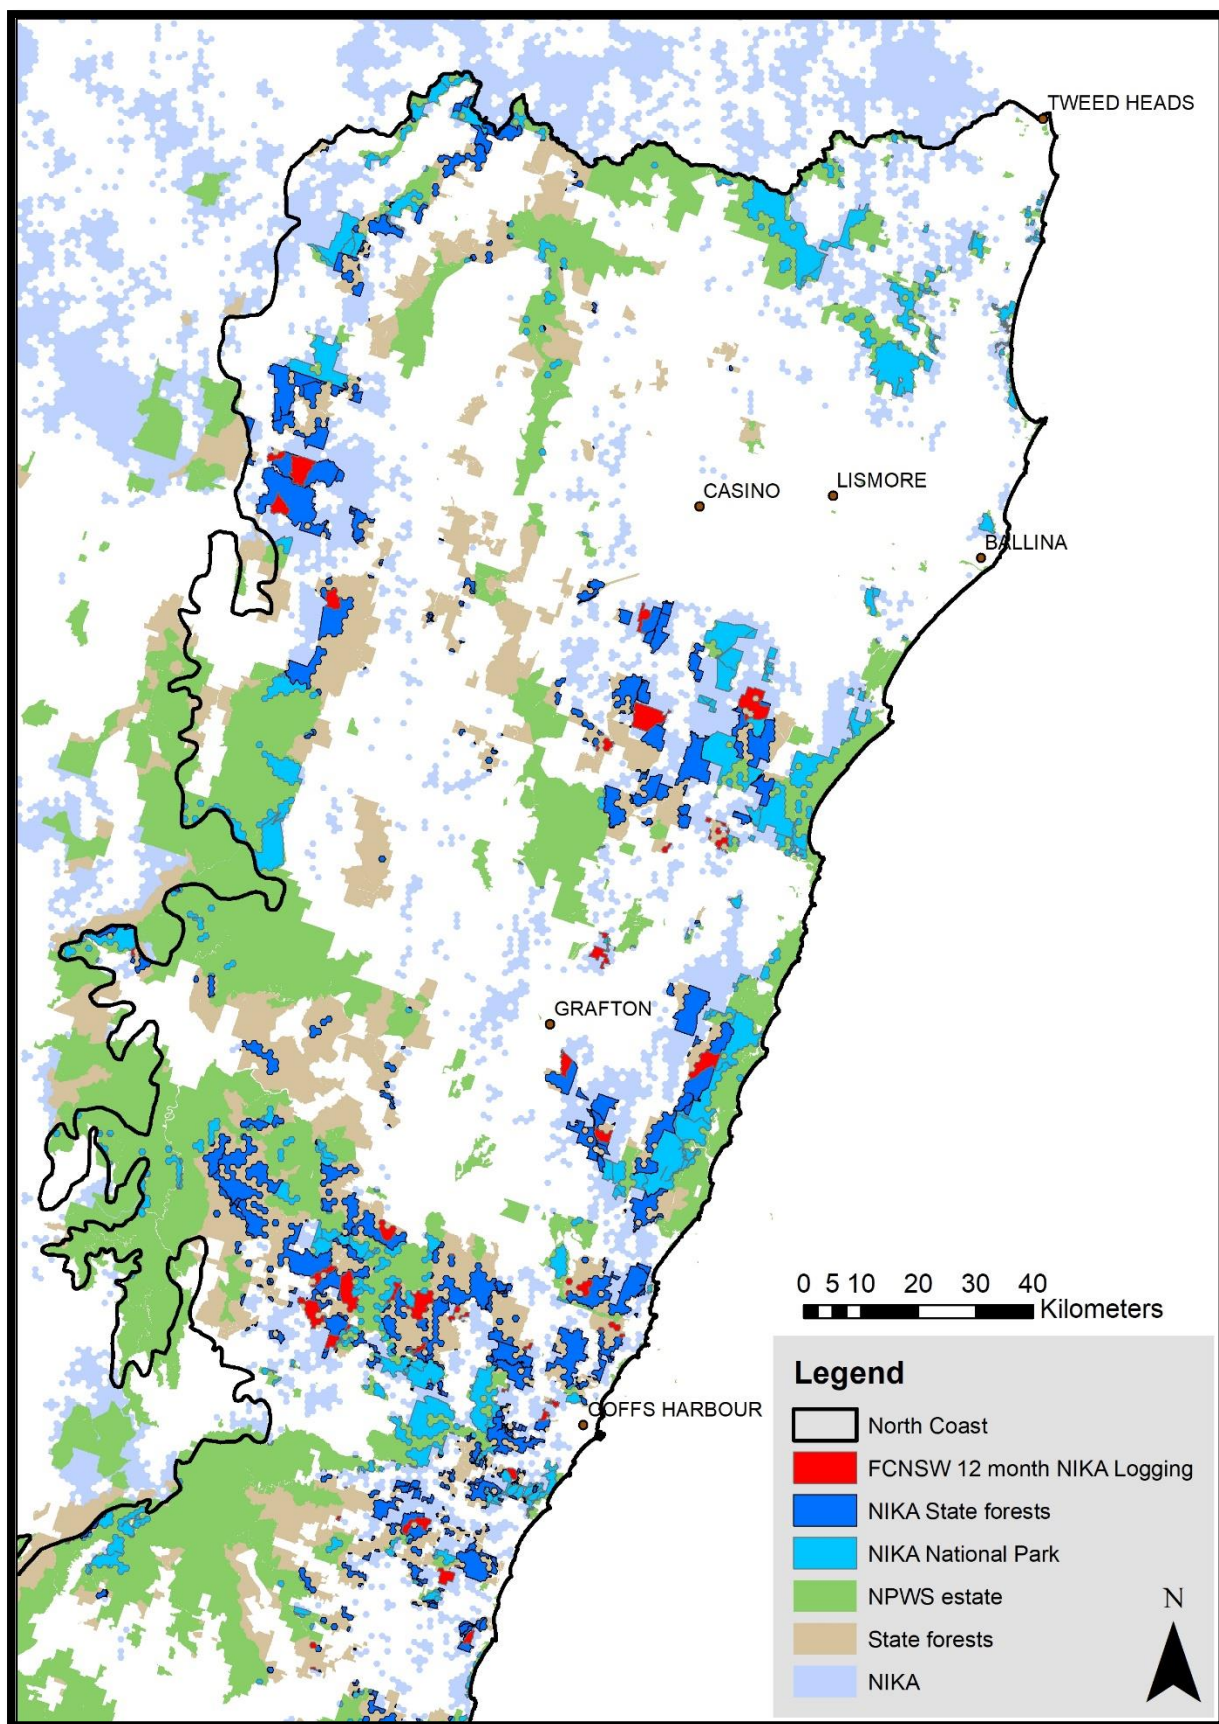 TWEED HEADS
CASINO
LISMORE
BALLINA
GRAFTON
0 5 10 20 30 40
Kilometers
COFFS HARBOUR
Legend
North Coast
FCNSW 12 month NIKA Logging
NIKA State forests
NIKA National Park
NPWS estate
State forests
NIKA
N